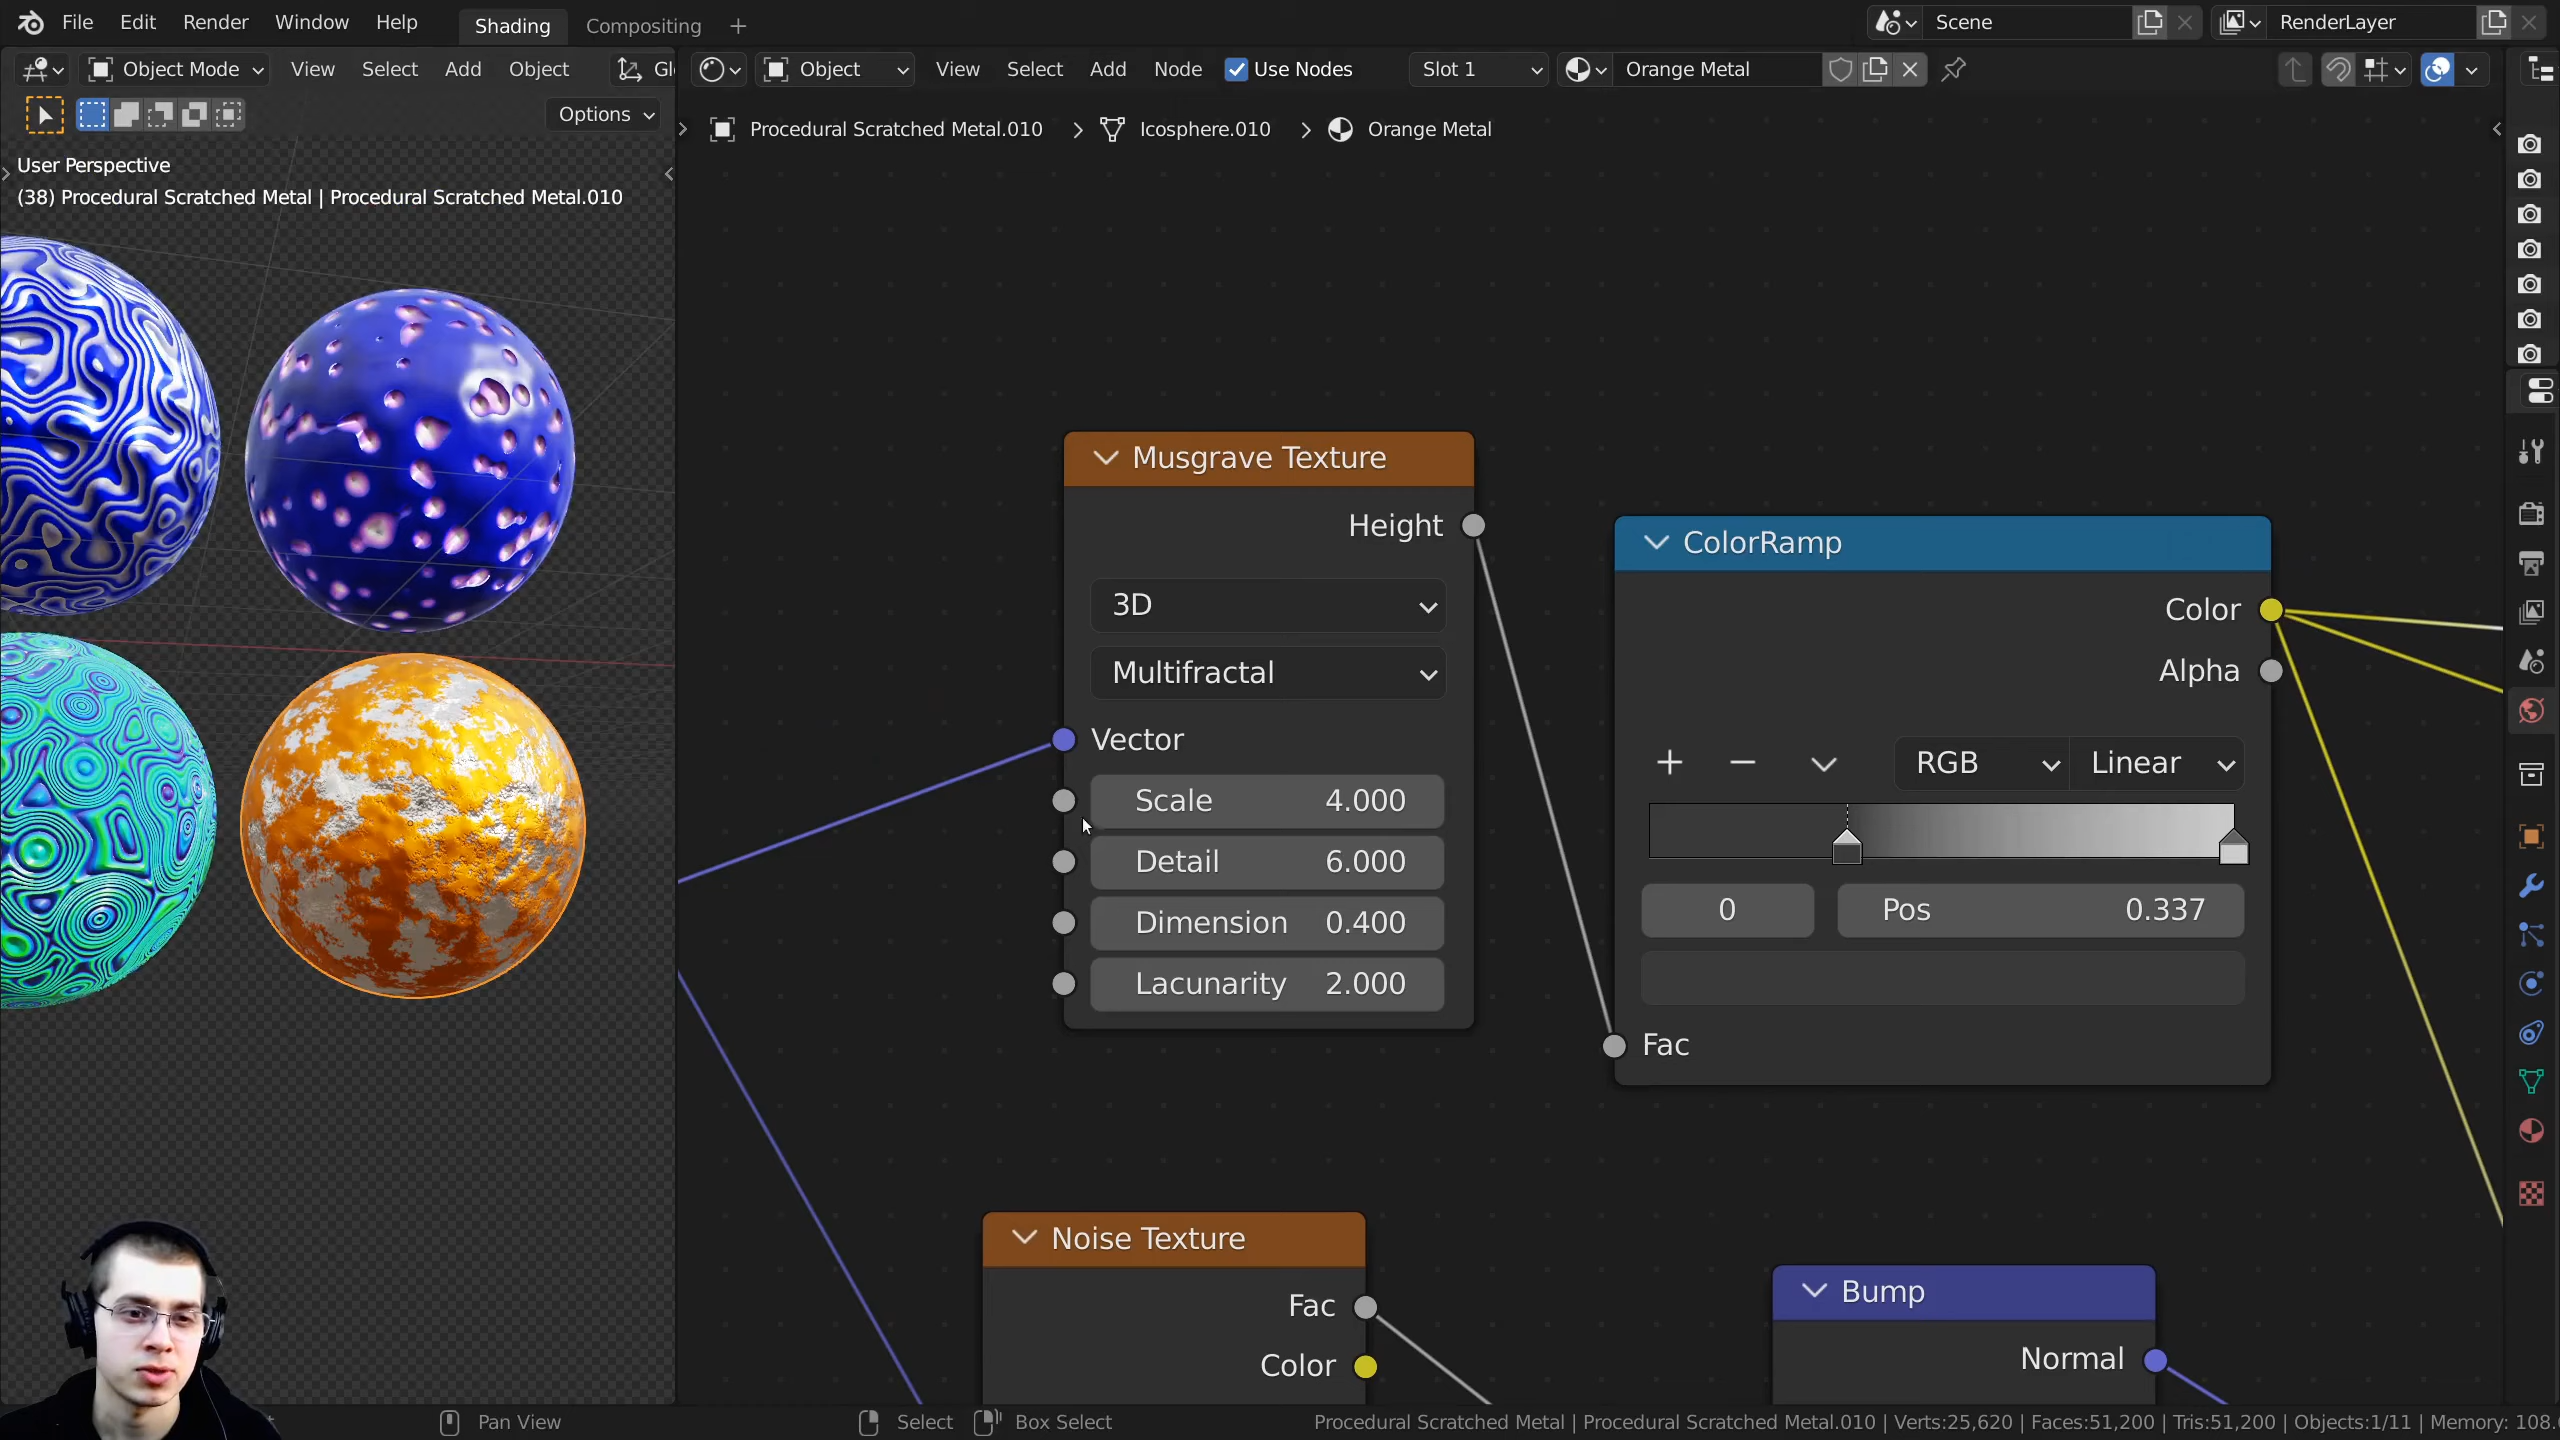 File Edit Render Window Help Shading Compositing + Scene RenderLayer
Object Mode View Select Add Object Gl Object View Select Add Node Use Nodes Slot 1 Orange Metal
Options
Procedural Scratched Metal.010 > Icosphere.010 > Orange Metal
User Perspective
(38) Procedural Scratched Metal | Procedural Scratched Metal.010
Musgrave Texture
Height
3D
Multifractal
Vector
Scale 4.000
Detail 6.000
Dimension 0.400
Lacunarity 2.000
ColorRamp
Color
Alpha
RGB Linear
0 Pos 0.337
Fac
Noise Texture
Fac
Color
Bump
Normal
Pan View Select Box Select Procedural Scratched Metal | Procedural Scratched Metal.010 | Verts:25,620 | Faces:51,200 | Tris:51,200 | Objects:1/11 | Memory: 108.